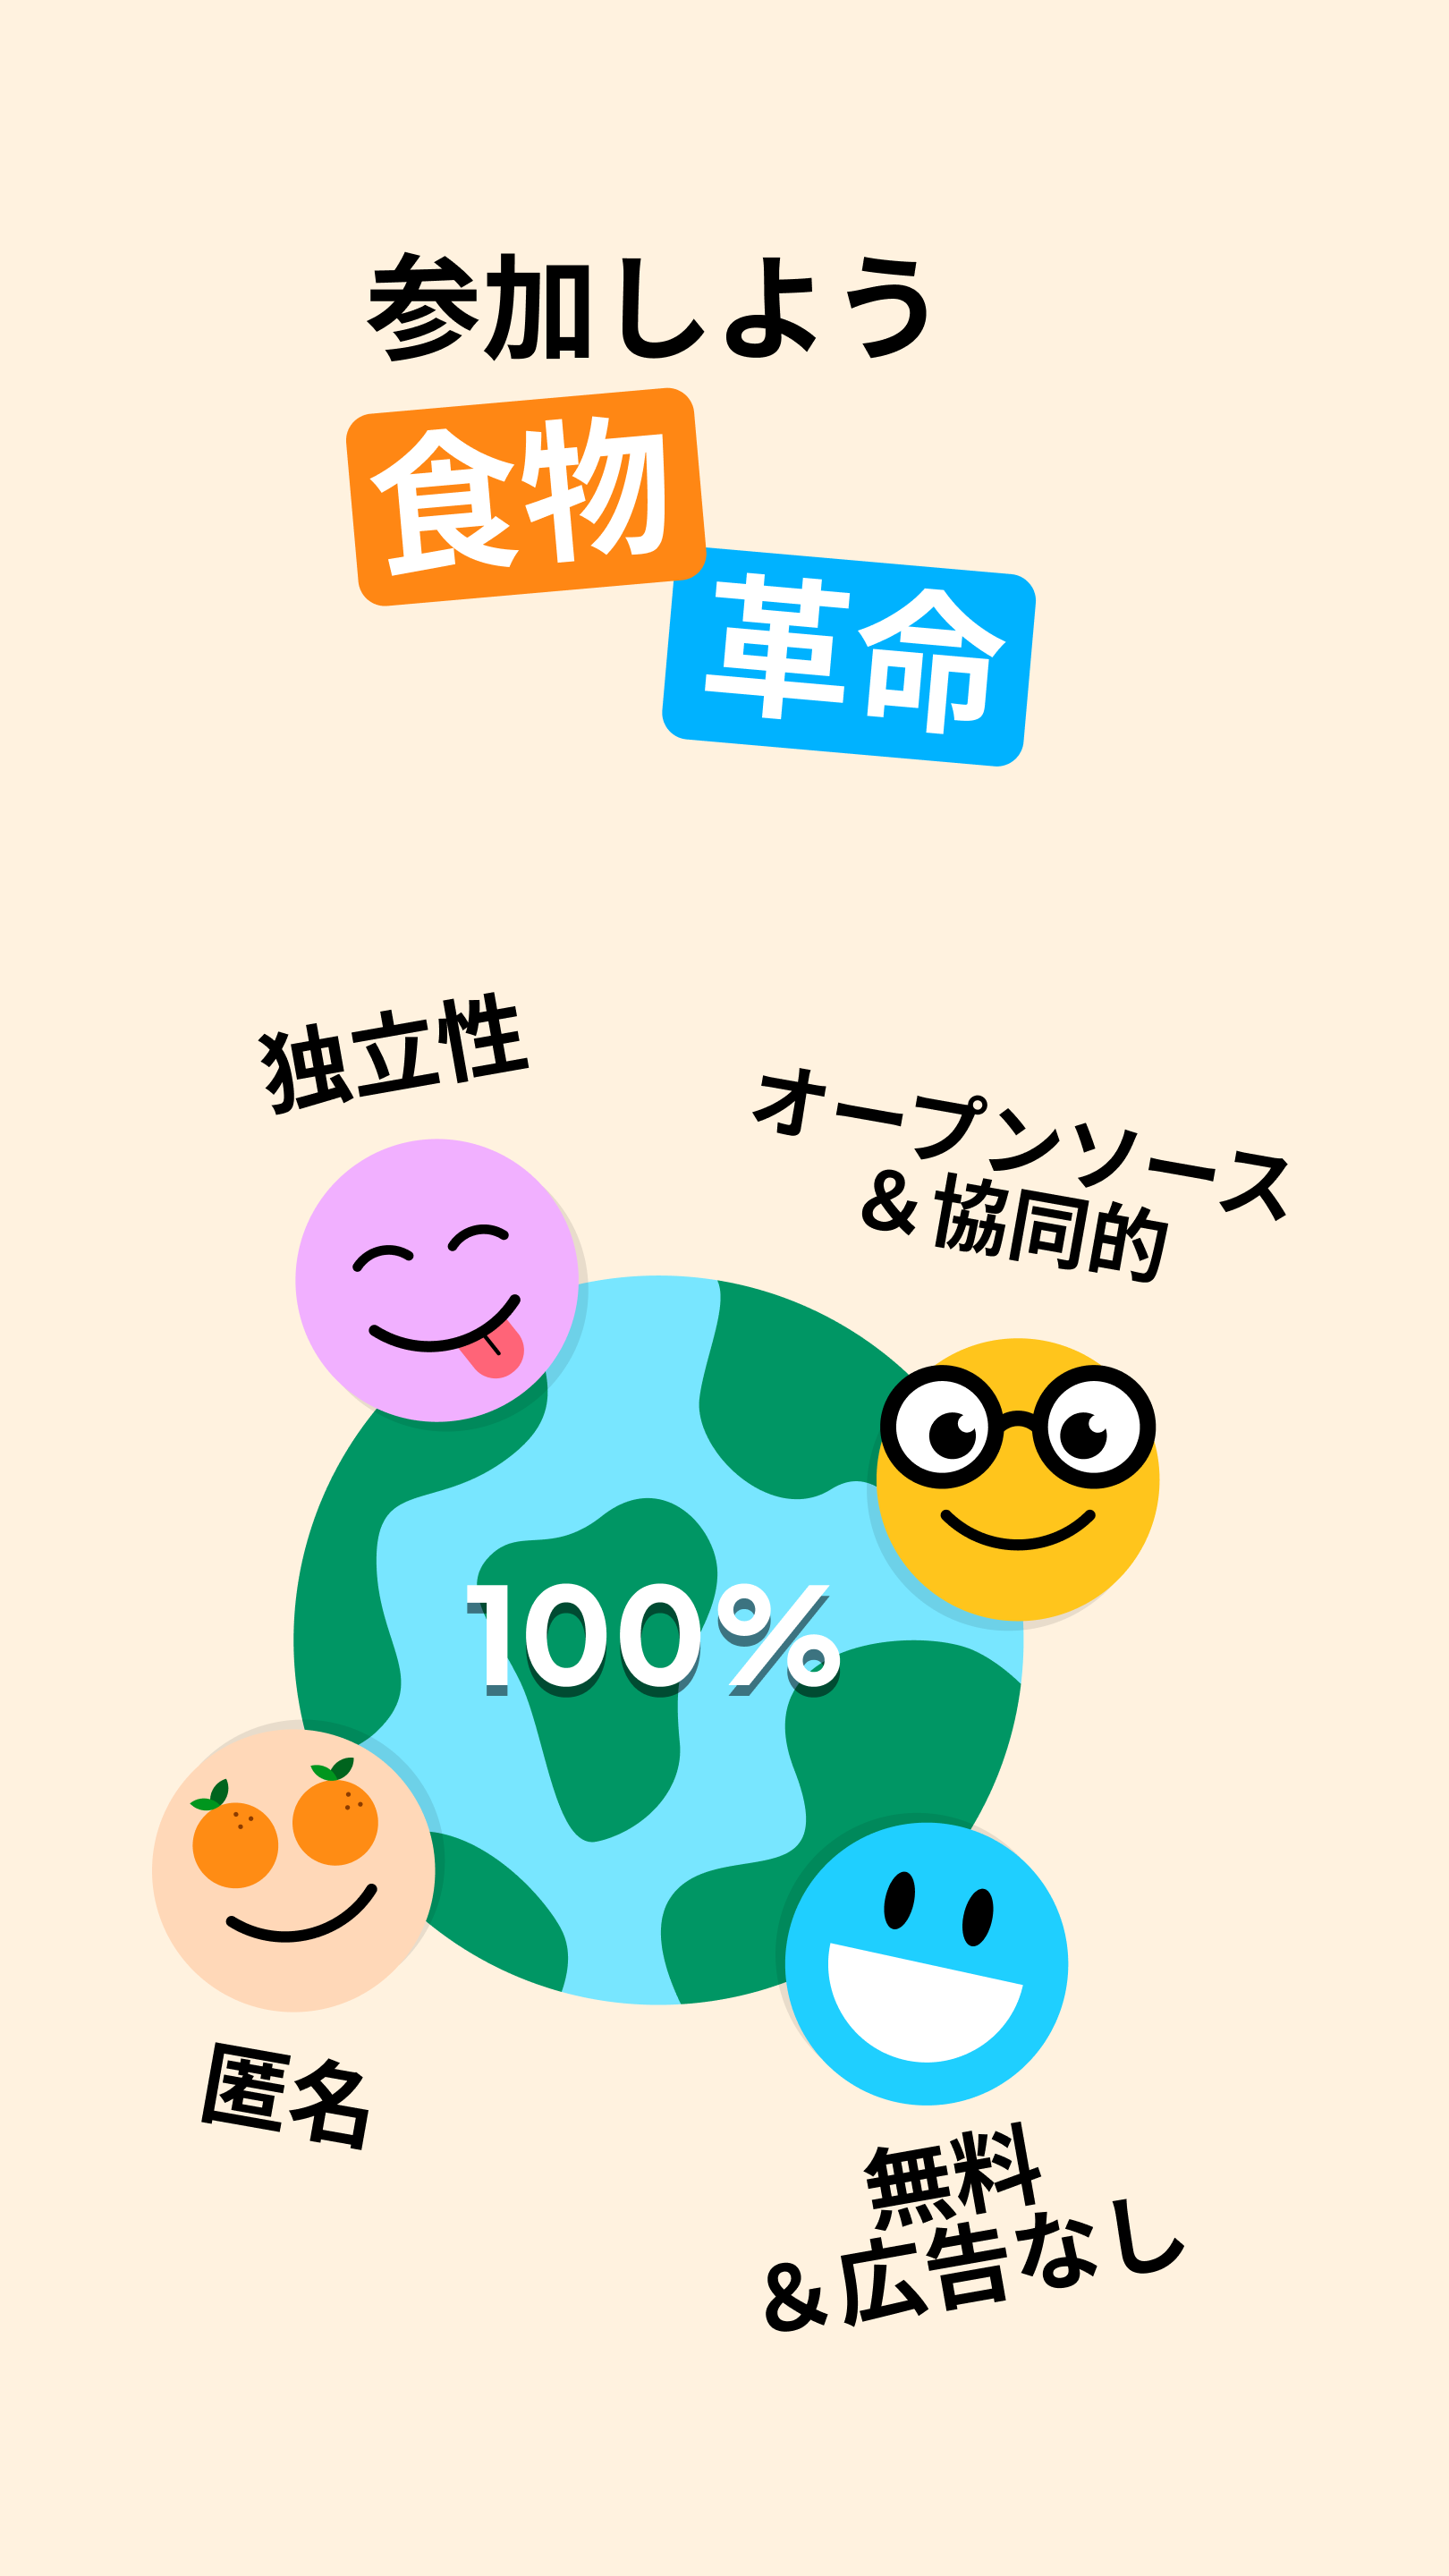 参加しよう
食物
革命
独立性
オープンソース
&協同的
100%
匿名
無料
&広告なし